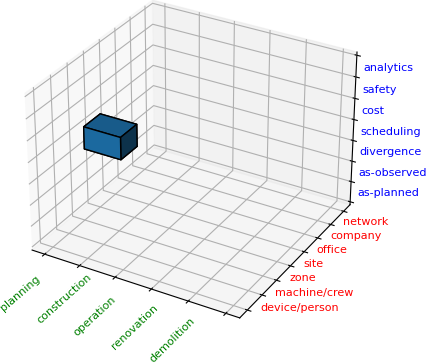 analytics
safety
cost
scheduling
divergence
as-observed
as-planned
network
company
office
site
zone
machine/crew
device/person
planning
construction
operation
renovation
demolition